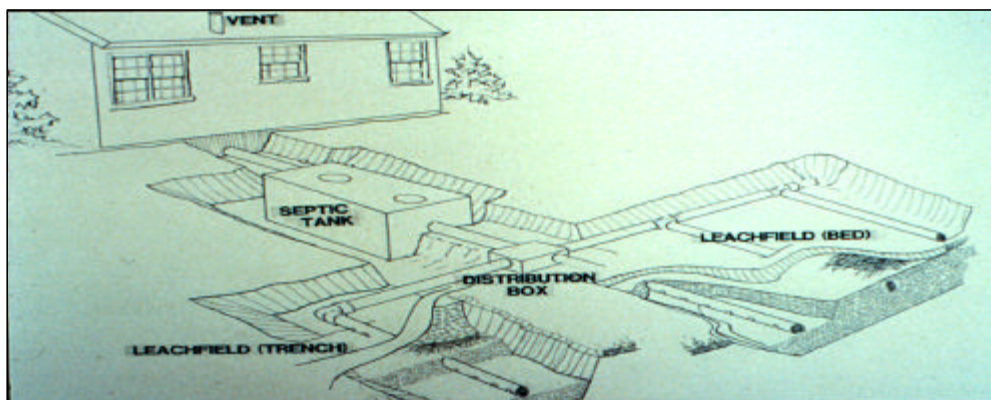 VENT
SEPTIC
TANK
LEACHFIELD (BED)
DISTRIBUTION
BOX
LEACHFIELD (TRENCH)